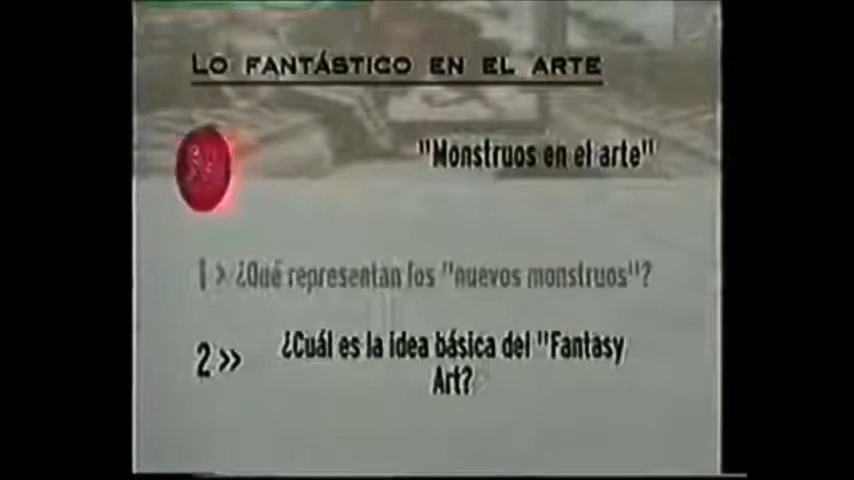 LO FANTÁSTICO EN EL ARTE
"Monstruos en el arte"
1 > ¿Qué representan los "nuevos monstruos"?
2 >> ¿Cuál es la idea básica del "Fantasy
Art?